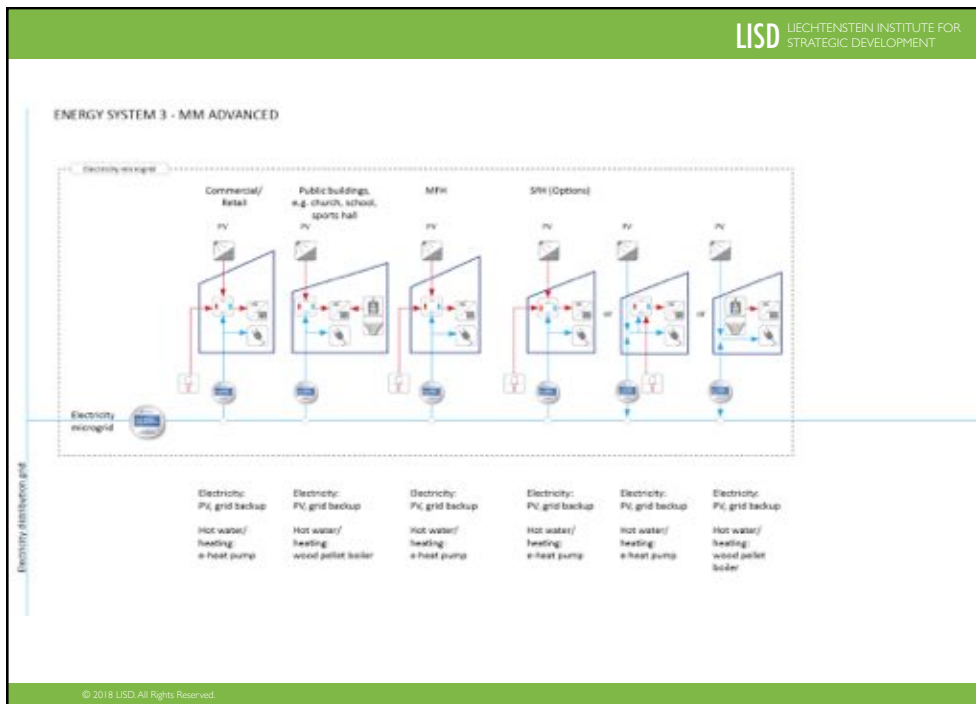 LISD LIECHTENSTEIN INSTITUTE FOR
STRATEGIC DEVELOPMENT
ENERGY SYSTEM 3 - MM ADVANCED
Electricity microgrid
Commercial/
Retail
Public buildings,
e.g. church, school,
sports hall
MFH
SFH (Options)
PV
PV
PV
PV
PV
PV
or
or
Electricity
microgrid
Electricity distribution grid
Electricity:
PV, grid backup
Hot water/
heating:
e-heat pump
Electricity:
PV, grid backup
Hot water/
heating:
wood pellet boiler
Electricity:
PV, grid backup
Hot water/
heating:
e-heat pump
Electricity:
PV, grid backup
Hot water/
heating:
e-heat pump
Electricity:
PV, grid backup
Hot water/
heating:
e-heat pump
Electricity:
PV, grid backup
Hot water/
heating:
wood pellet
boiler
© 2018 LISD. All Rights Reserved.